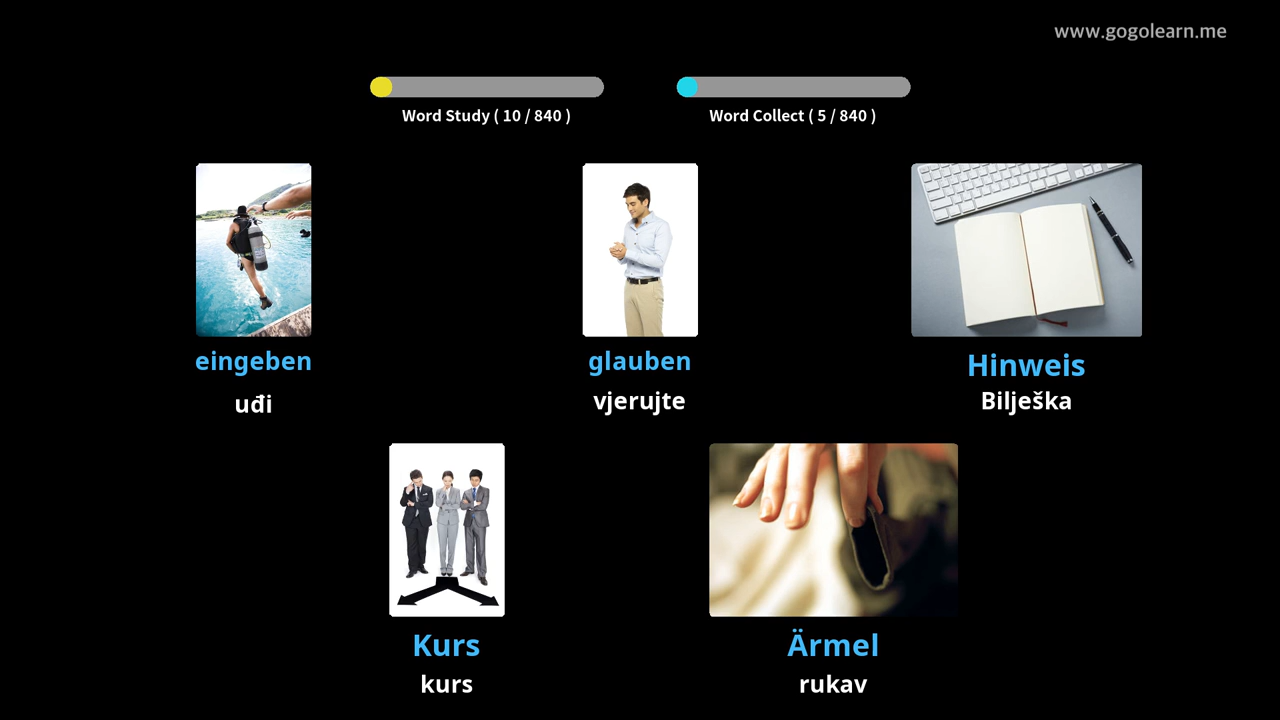 www.gogolearn.me
Word Study ( 10 / 840 )
Word Collect ( 5 / 840 )
eingeben
uđi
glauben
vjerujte
Hinweis
Bilješka
Kurs
kurs
Ärmel
rukav